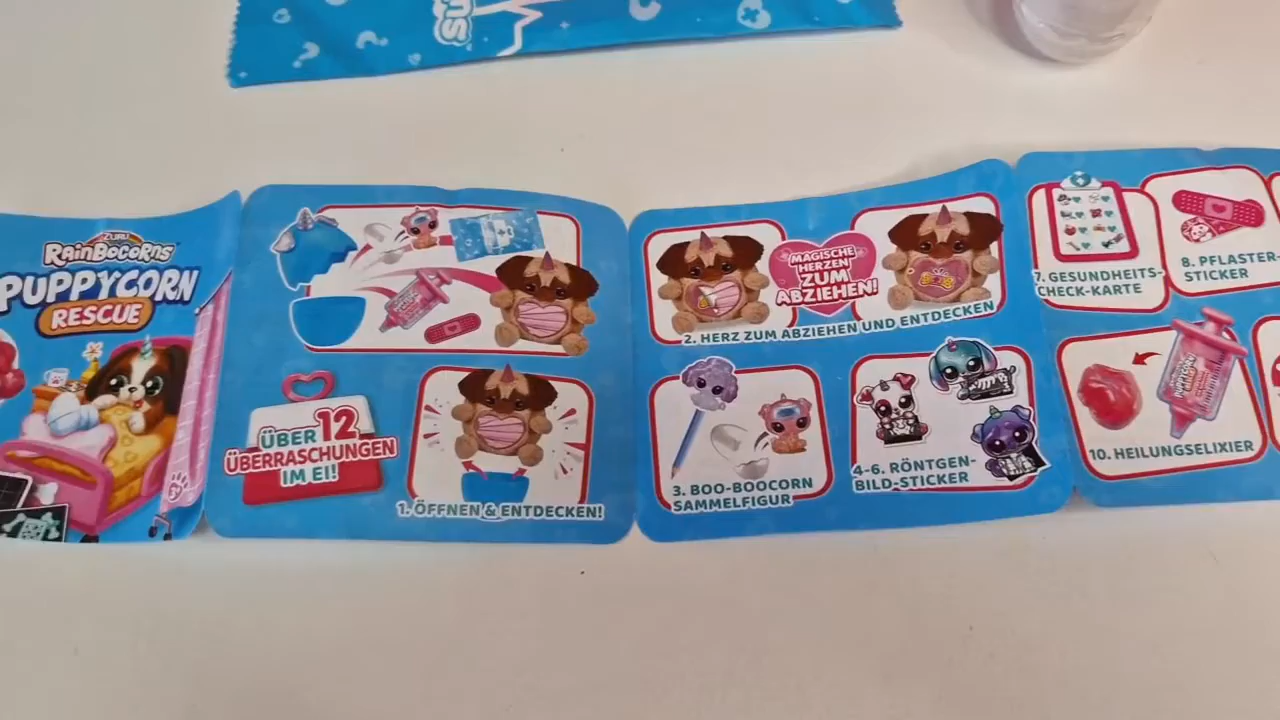 ZURU
RAINBOCORNS
PUPPYCORN
RESCUE
ÜBER 12
ÜBERRASCHUNGEN
IM EI!
1. ÖFFNEN & ENTDECKEN!
MAGISCHE
HERZEN
ZUM
ABZIEHEN!
2. HERZ ZUM ABZIEHEN UND ENTDECKEN
3. BOO-BOOCORN
SAMMELFIGUR
4-6. RÖNTGEN-
BILD-STICKER
7. GESUNDHEITS-
CHECK-KARTE
8. PFLASTER-
STICKER
PUPPYCORN
10. HEILUNGSELIXIER